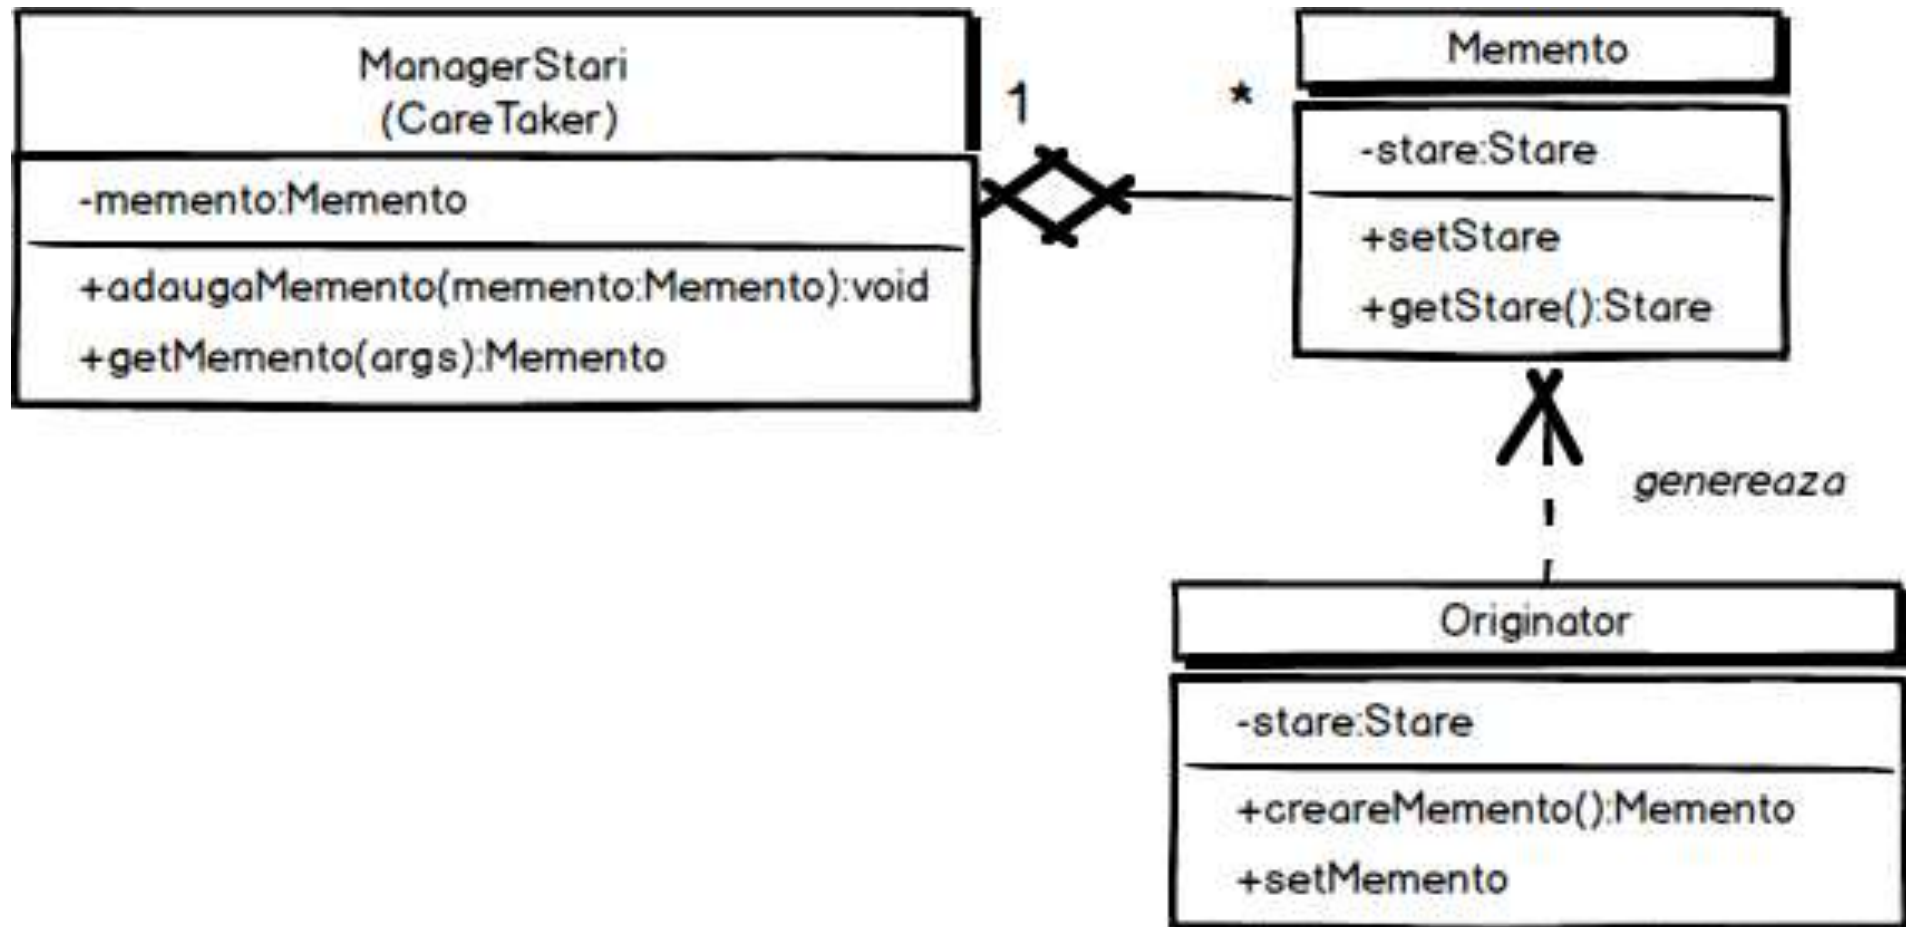 ManagerStari
(CareTaker)
-memento:Memento
+adaugaMemento(memento:Memento):void
+getMemento(args):Memento
1
*
Memento
-stare:Stare
+setStare
+getStare():Stare
genereaza
Originator
-stare:Stare
+creareMemento():Memento
+setMemento